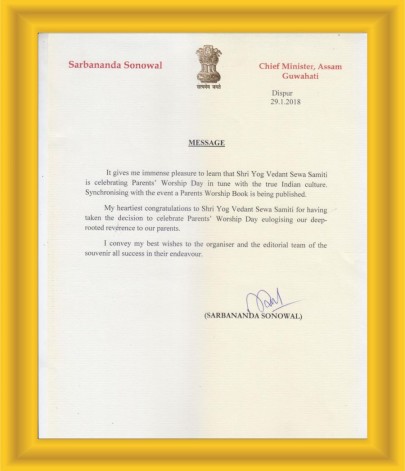 Sarbananda Sonowal
सत्यमेव जयते
Chief Minister, Assam
Guwahati
Dispur
29.1.2018
MESSAGE
It gives me immense pleasure to learn that Shri Yog Vedant Sewa Samiti
is celebrating Parents' Worship Day in tune with the true Indian culture.
Synchronising with the event a Parents Worship Book is being published.
My heartiest congratulations to Shri Yog Vedant Sewa Samiti for having
taken the decision to celebrate Parents' Worship Day eulogising our deep-
rooted reverence to our parents.
I convey my best wishes to the organiser and the editorial team of the
souvenir all success in their endeavour.
(SARBANANDA SONOWAL)